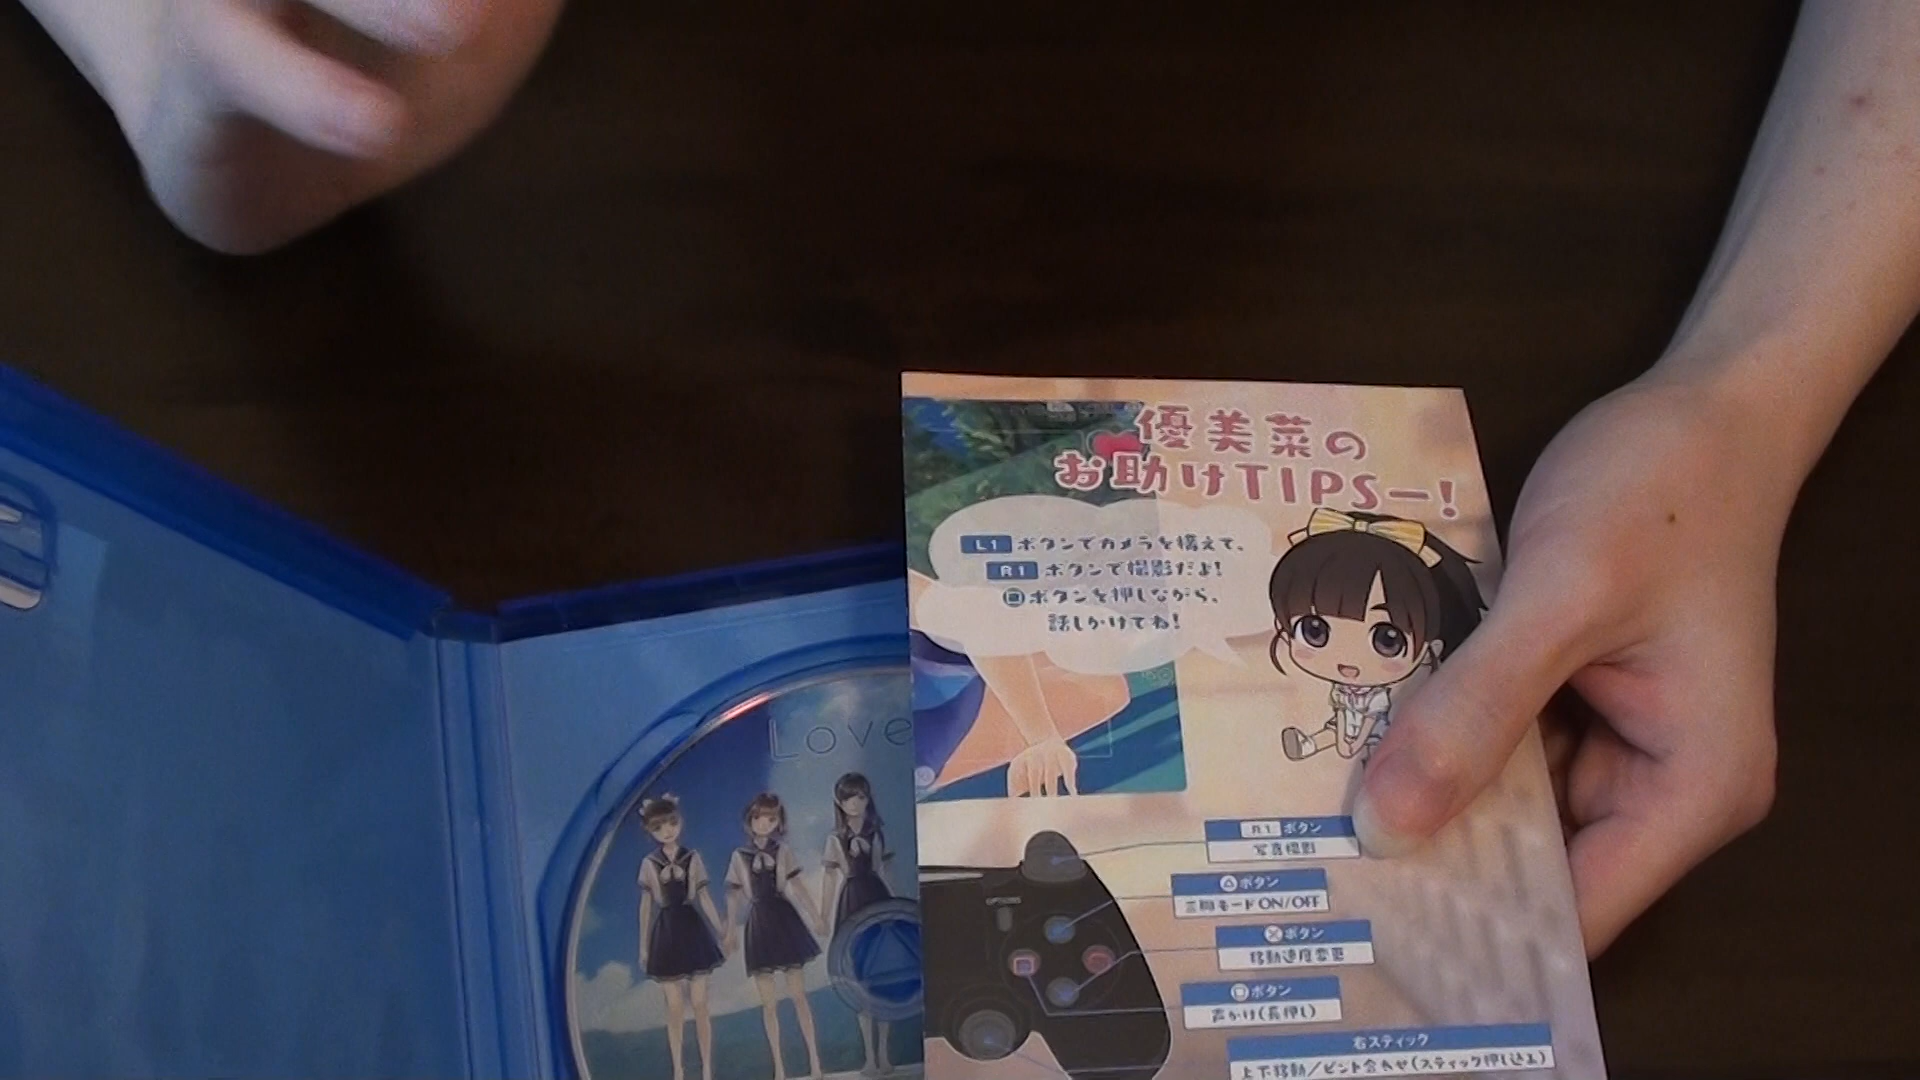 優美菜の
お助けTIPSー!
L1 ボタンでカメラを構えて、
R1 ボタンで撮影だよ!
ボタンを押しながら、
話しかけてね!
Love
R1 ボタン
写真撮影
△ボタン
三脚モード ON/OFF
×ボタン
移動速度変更
□ボタン
声かけ(長押し)
右スティック
上下移動/ピント合わせ(スティック押し込み)